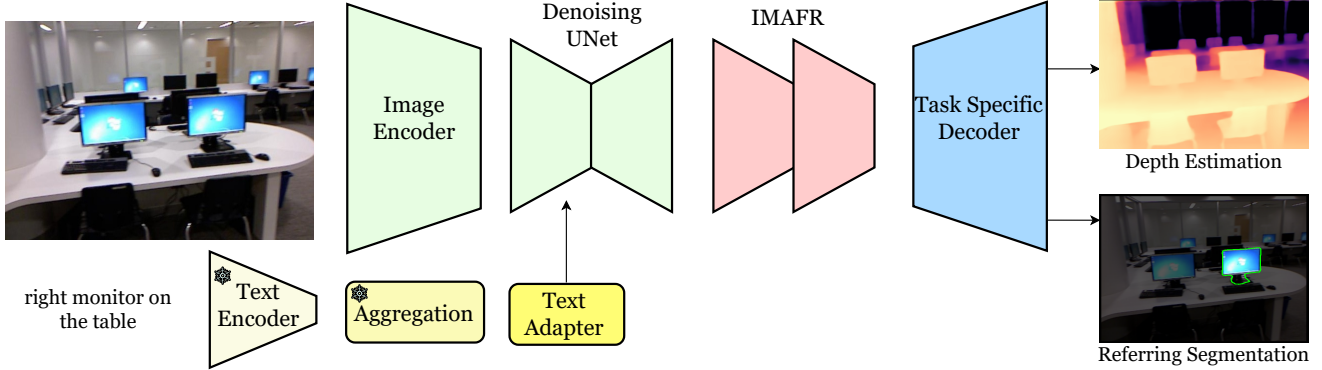 Denoising
UNet
IMAFR
Image
Encoder
Task Specific
Decoder
Depth Estimation
right monitor on
the table
Text
Encoder
Aggregation
Text
Adapter
Referring Segmentation